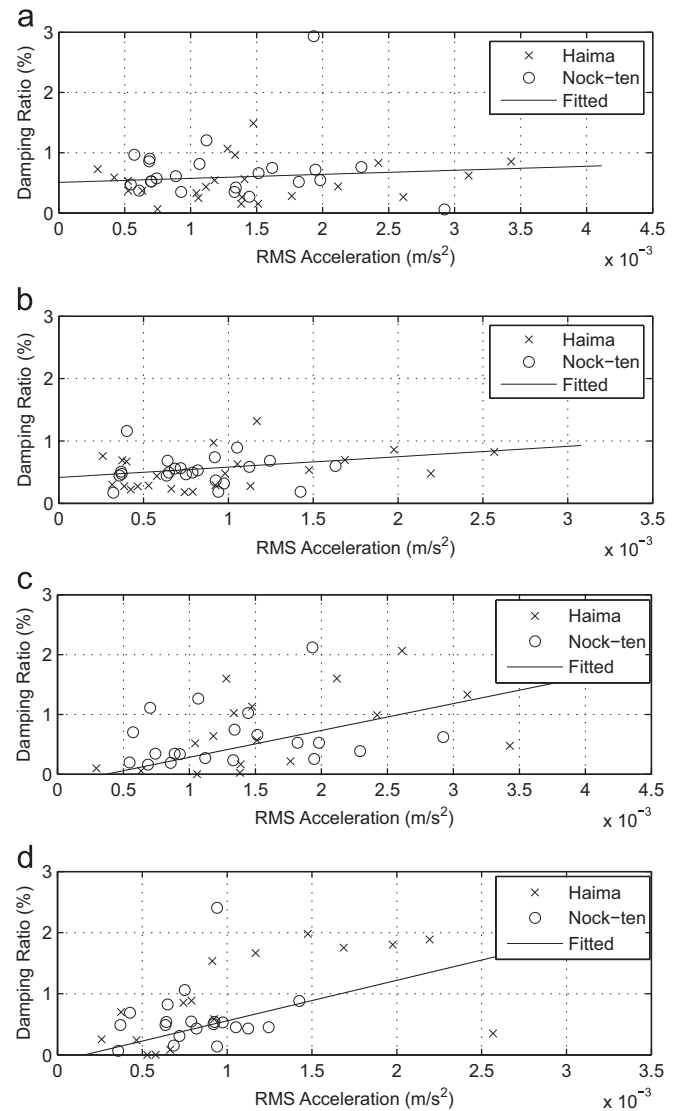 a
3
Haima
Nock−ten
Fitted
2
1
0
Damping Ratio (%)
0 0.5 1 1.5 2 2.5 3 3.5 4 4.5
RMS Acceleration (m/s²)
x 10⁻³
b
3
Haima
Nock−ten
Fitted
2
1
0
Damping Ratio (%)
0 0.5 1 1.5 2 2.5 3 3.5
RMS Acceleration (m/s²)
x 10⁻³
c
3
Haima
Nock−ten
Fitted
2
1
0
Damping Ratio (%)
0 0.5 1 1.5 2 2.5 3 3.5 4 4.5
RMS Acceleration (m/s²)
x 10⁻³
d
3
Haima
Nock−ten
Fitted
2
1
0
Damping Ratio (%)
0 0.5 1 1.5 2 2.5 3 3.5
RMS Acceleration (m/s²)
x 10⁻³